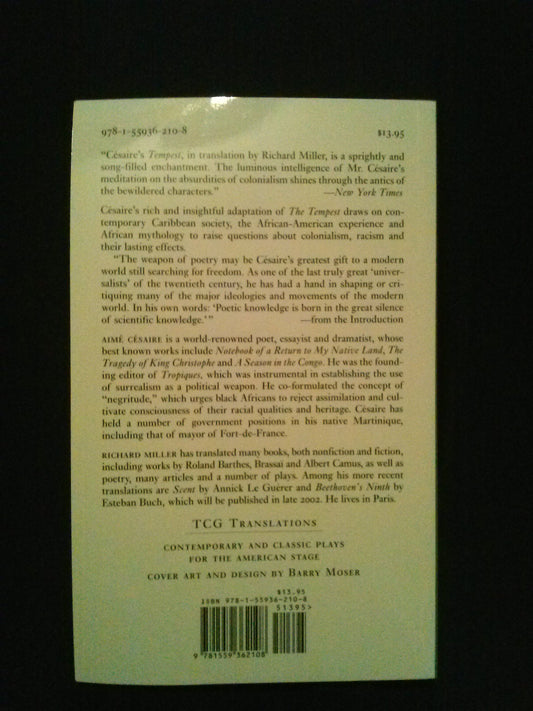 978-1-55936-210-8 $13.95
“Césaire’s Tempest, in translation by Richard Miller, is a sprightly and
song-filled enchantment. The luminous intelligence of Mr. Césaire’s
meditation on the absurdities of colonialism shines through the antics of
the bewildered characters.” —New York Times
Césaire’s rich and insightful adaptation of The Tempest draws on con-
temporary Caribbean society, the African-American experience and
African mythology to raise questions about colonialism, racism and
their lasting effects.
“The weapon of poetry may be Césaire’s greatest gift to a modern
world still searching for freedom. As one of the last truly great ‘univer-
salists’ of the twentieth century, he has had a hand in shaping or cri-
tiquing many of the major ideologies and movements of the modern
world. In his own words: ‘Poetic knowledge is born in the great silence
of scientific knowledge.’” —from the Introduction
AIMÉ CÉSAIRE is a world-renowned poet, essayist and dramatist, whose
best known works include Notebook of a Return to My Native Land, The
Tragedy of King Christophe and A Season in the Congo. He was the found-
ing editor of Tropiques, which was instrumental in establishing the use
of surrealism as a political weapon. He co-formulated the concept of
“negritude,” which urges black Africans to reject assimilation and cul-
tivate consciousness of their racial qualities and heritage. Césaire has
held a number of government positions in his native Martinique,
including that of mayor of Fort-de-France.
RICHARD MILLER has translated many books, both nonfiction and fiction,
including works by Roland Barthes, Brassaï and Albert Camus, as well as
poetry, many articles and a number of plays. Among his more recent
translations are Scent by Annick Le Guérer and Beethoven’s Ninth by
Esteban Buch, which will be published in late 2002. He lives in Paris.
TCG TRANSLATIONS
CONTEMPORARY AND CLASSIC PLAYS
FOR THE AMERICAN STAGE
COVER ART AND DESIGN BY BARRY MOSER
$13.95
ISBN 978-1-55936-210-8
51395>
9 781559 362108